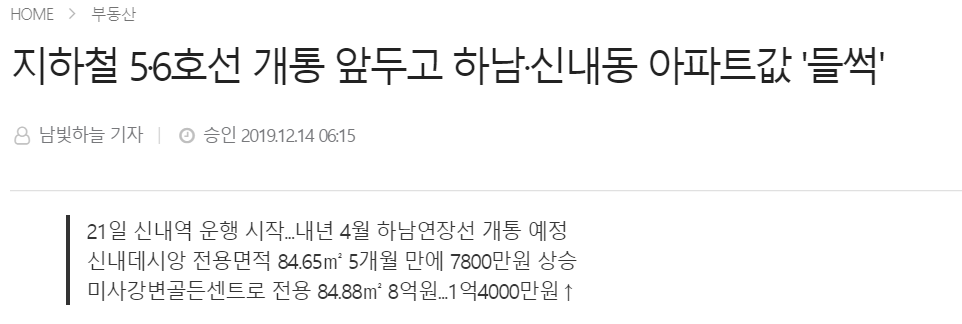 HOME > 부동산
지하철 5·6호선 개통 앞두고 하남·신내동 아파트값 '들썩'
남빛하늘 기자 | 승인 2019.12.14 06:15
21일 신내역 운행 시작...내년 4월 하남연장선 개통 예정
신내데시앙 전용면적 84.65㎡ 5개월 만에 7800만원 상승
미사강변골든센트로 전용 84.88㎡ 8억원...1억4000만원↑